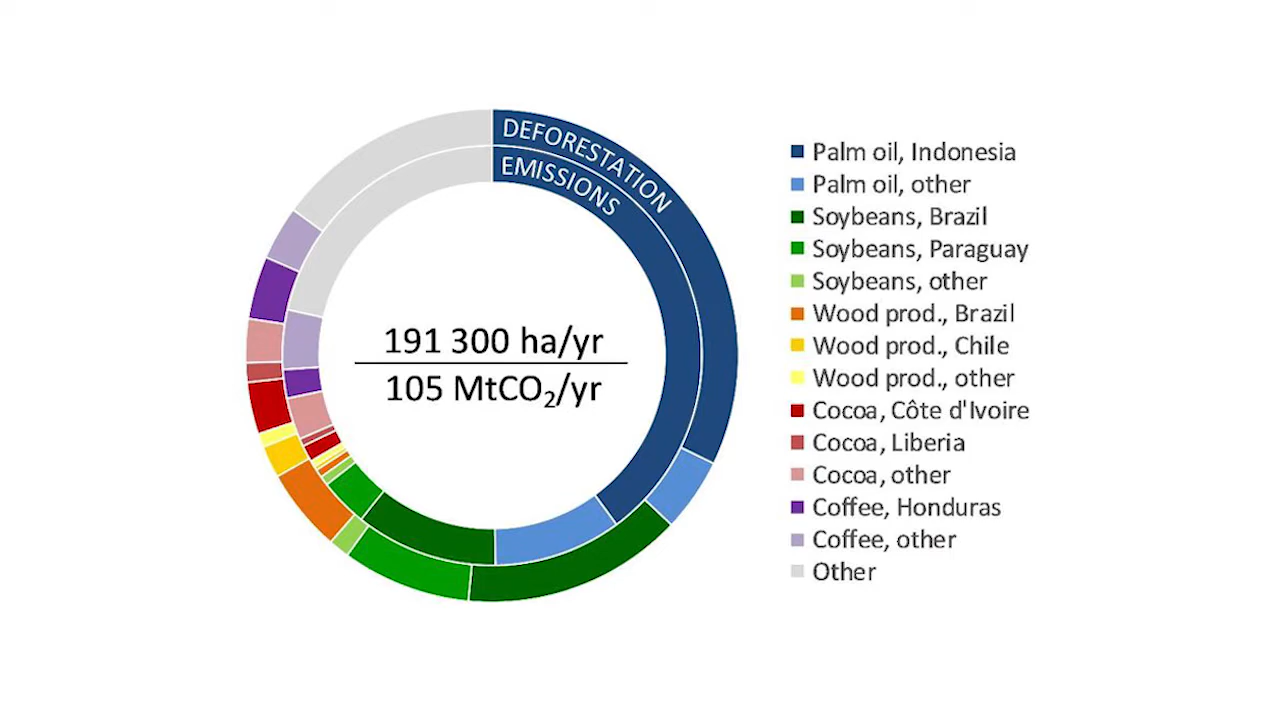 DEFORESTATION
EMISSIONS
191 300 ha/yr
105 MtCO₂/yr
Palm oil, Indonesia
Palm oil, other
Soybeans, Brazil
Soybeans, Paraguay
Soybeans, other
Wood prod., Brazil
Wood prod., Chile
Wood prod., other
Cocoa, Côte d'Ivoire
Cocoa, Liberia
Cocoa, other
Coffee, Honduras
Coffee, other
Other